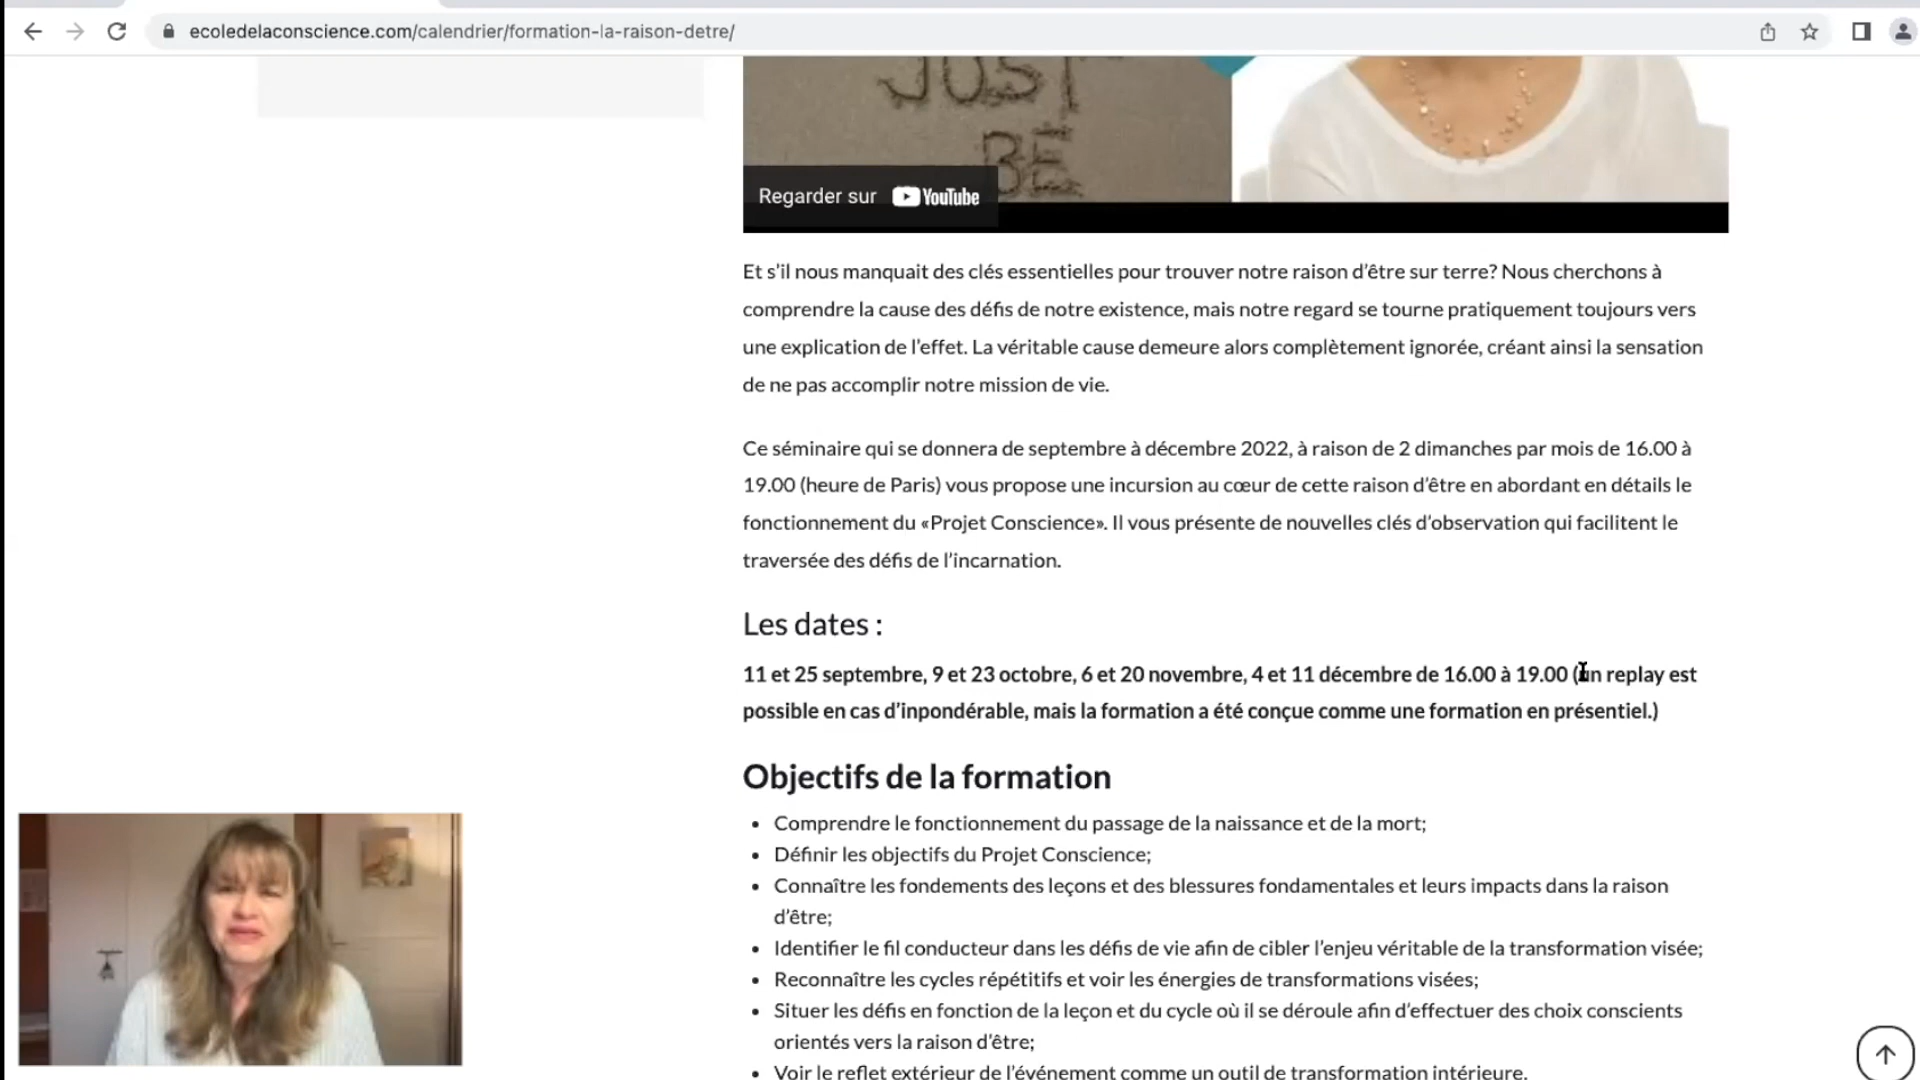 ecoledelaconscience.com/calendrier/formation-la-raison-detre/
JUST
BE
Regarder sur YouTube
Et s’il nous manquait des clés essentielles pour trouver notre raison d’être sur terre? Nous cherchons à
comprendre la cause des défis de notre existence, mais notre regard se tourne pratiquement toujours vers
une explication de l’effet. La véritable cause demeure alors complètement ignorée, créant ainsi la sensation
de ne pas accomplir notre mission de vie.
Ce séminaire qui se donnera de septembre à décembre 2022, à raison de 2 dimanches par mois de 16.00 à
19.00 (heure de Paris) vous propose une incursion au cœur de cette raison d’être en abordant en détails le
fonctionnement du «Projet Conscience». Il vous présente de nouvelles clés d’observation qui facilitent le
traversée des défis de l’incarnation.
Les dates :
11 et 25 septembre, 9 et 23 octobre, 6 et 20 novembre, 4 et 11 décembre de 16.00 à 19.00 (un replay est
possible en cas d’inpondérable, mais la formation a été conçue comme une formation en présentiel.)
Objectifs de la formation
• Comprendre le fonctionnement du passage de la naissance et de la mort;
• Définir les objectifs du Projet Conscience;
• Connaître les fondements des leçons et des blessures fondamentales et leurs impacts dans la raison
d’être;
• Identifier le fil conducteur dans les défis de vie afin de cibler l’enjeu véritable de la transformation visée;
• Reconnaître les cycles répétitifs et voir les énergies de transformations visées;
• Situer les défis en fonction de la leçon et du cycle où il se déroule afin d’effectuer des choix conscients
orientés vers la raison d’être;
• Voir le reflet extérieur de l’événement comme un outil de transformation intérieure.